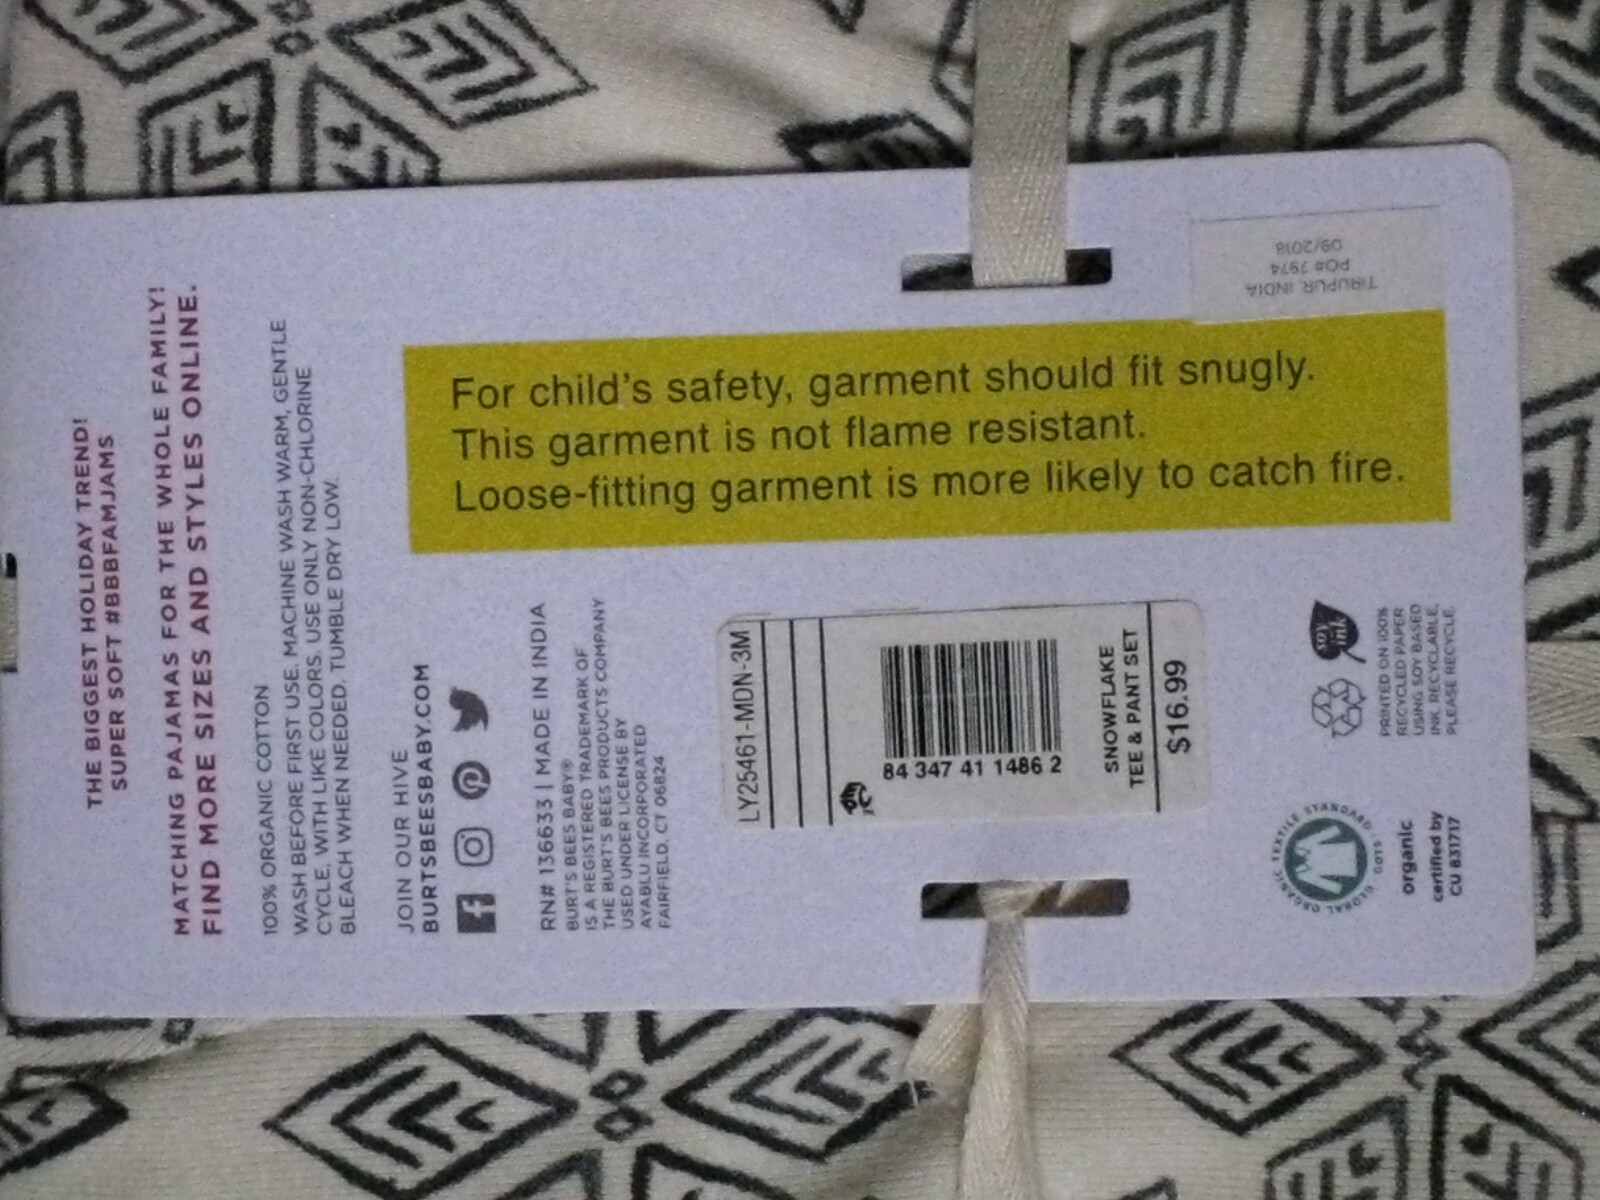 THE BIGGEST HOLIDAY TREND!
SUPER SOFT #BBBFAMJAMS
MATCHING PAJAMAS FOR THE WHOLE FAMILY!
FIND MORE SIZES AND STYLES ONLINE.
100% ORGANIC COTTON
WASH BEFORE FIRST USE. MACHINE WASH WARM, GENTLE
CYCLE, WITH LIKE COLORS. USE ONLY NON-CHLORINE
BLEACH WHEN NEEDED. TUMBLE DRY LOW.
JOIN OUR HIVE
BURTSBEESBABY.COM
RN# 136633 | MADE IN INDIA
BURT'S BEES BABY®
IS A REGISTERED TRADEMARK OF
THE BURT'S BEES PRODUCTS COMPANY
USED UNDER LICENSE BY
AYABLU INCORPORATED
FAIRFIELD, CT 06824
For child's safety, garment should fit snugly.
This garment is not flame resistant.
Loose-fitting garment is more likely to catch fire.
TIRUPUR, INDIA
PO# 7974
09/2018
LY25461-MDN-3M
84 347 41 1486 2
SNOWFLAKE
TEE & PANT SET
$16.99
soy
ink
PRINTED ON 100%
RECYCLED PAPER
USING SOY BASED
INK. RECYCLABLE,
PLEASE RECYCLE.
GLOBAL ORGANIC TEXTILE STANDARD · GOTS ·
organic
certified by
CU 831717